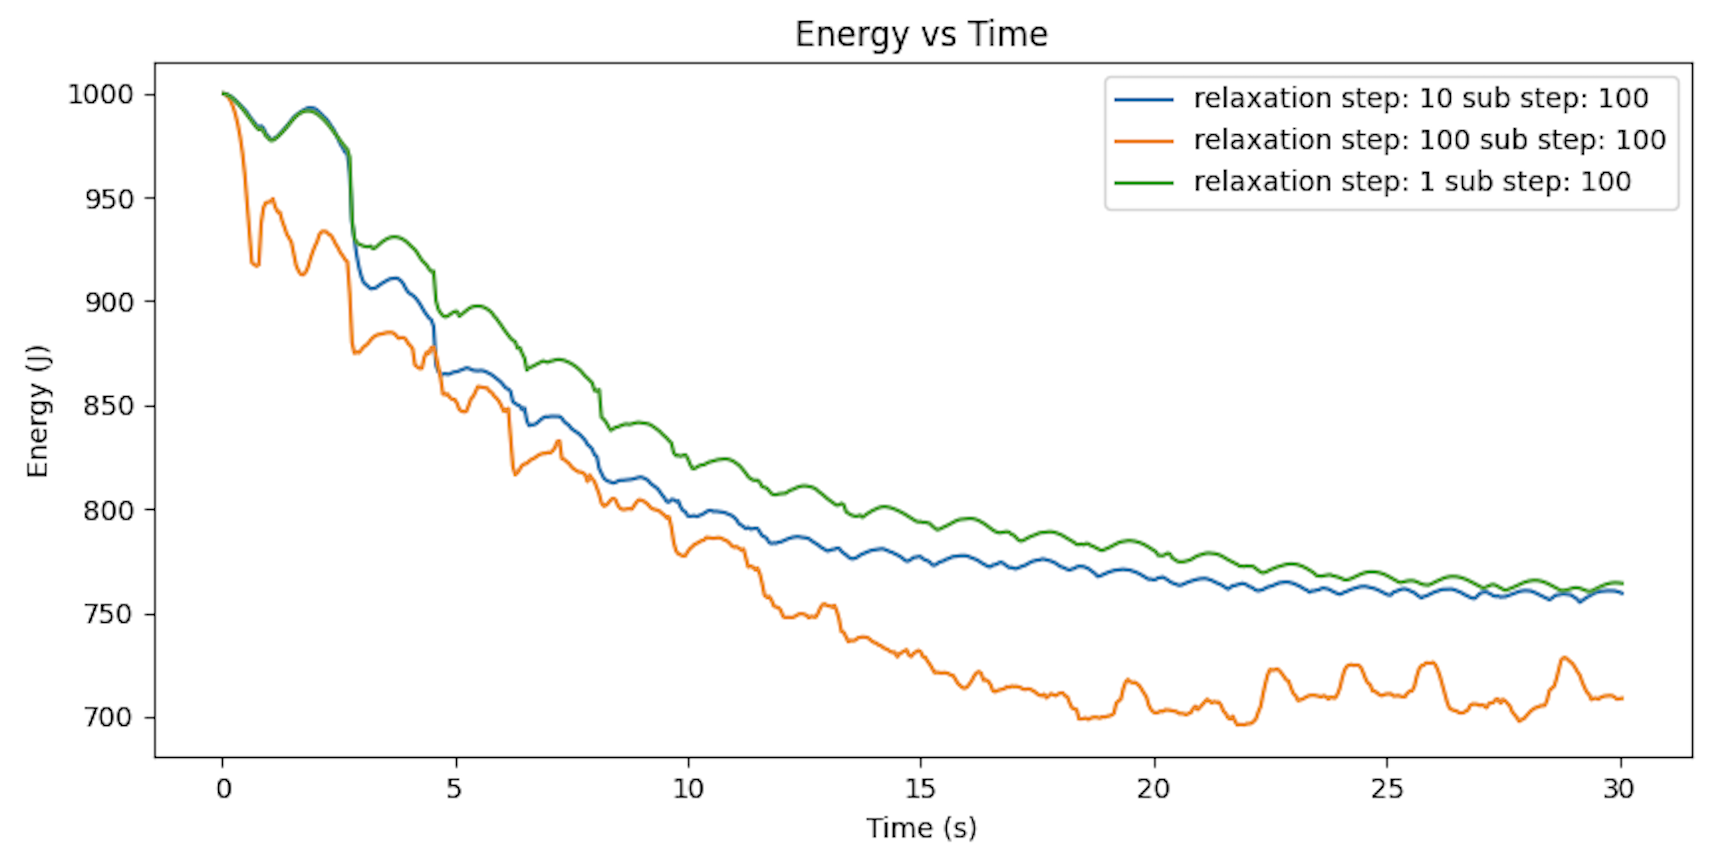 Energy vs Time
relaxation step: 10 sub step: 100
relaxation step: 100 sub step: 100
relaxation step: 1 sub step: 100
1000
950
900
850
800
750
700
Energy (J)
0 5 10 15 20 25 30
Time (s)